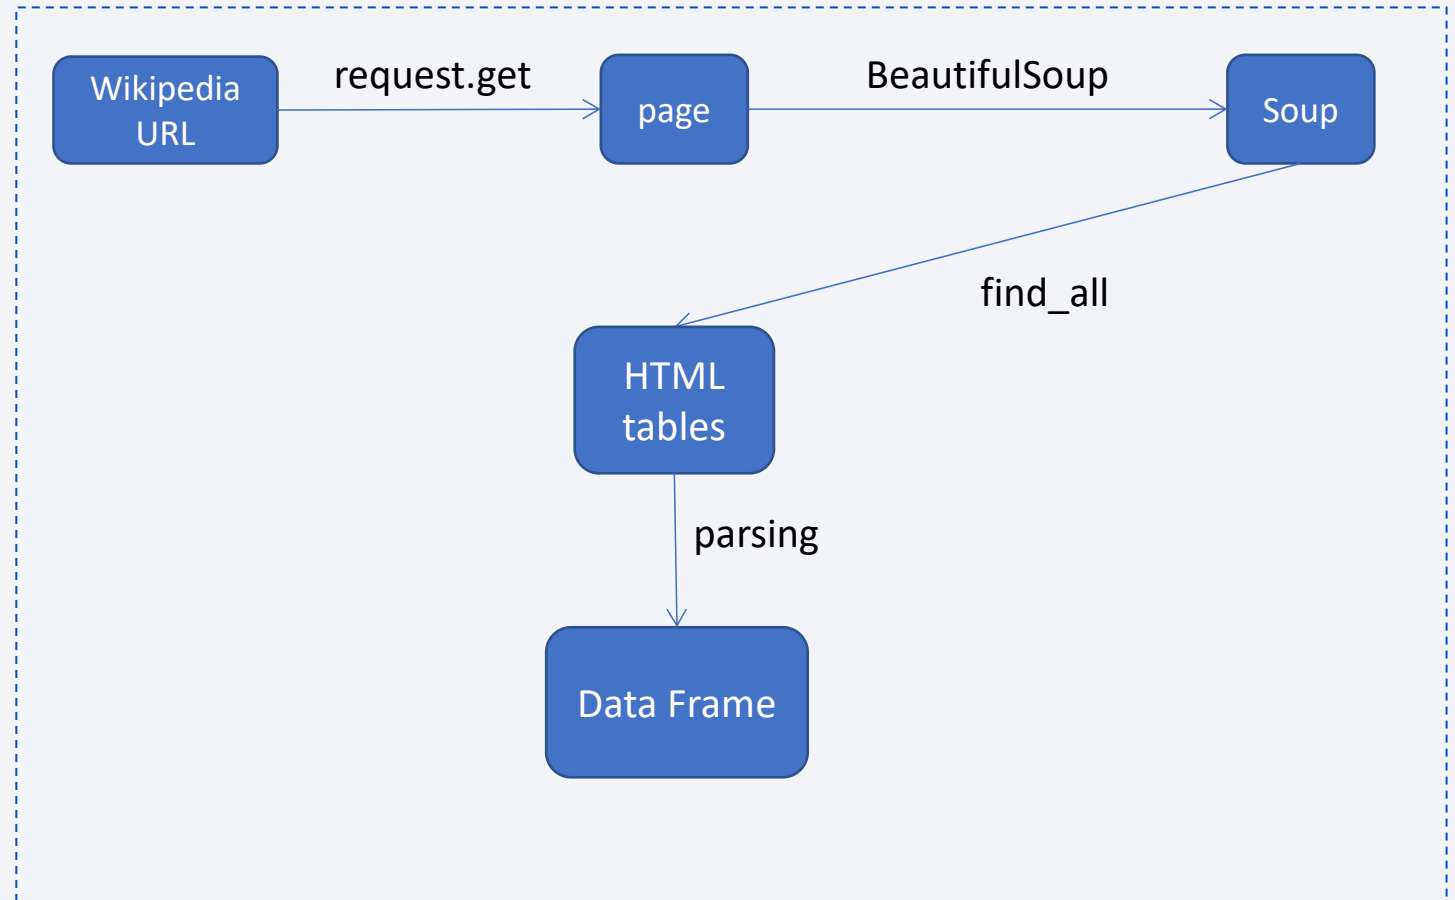 Wikipedia
URL
request.get
page
BeautifulSoup
Soup
find_all
HTML
tables
parsing
Data Frame